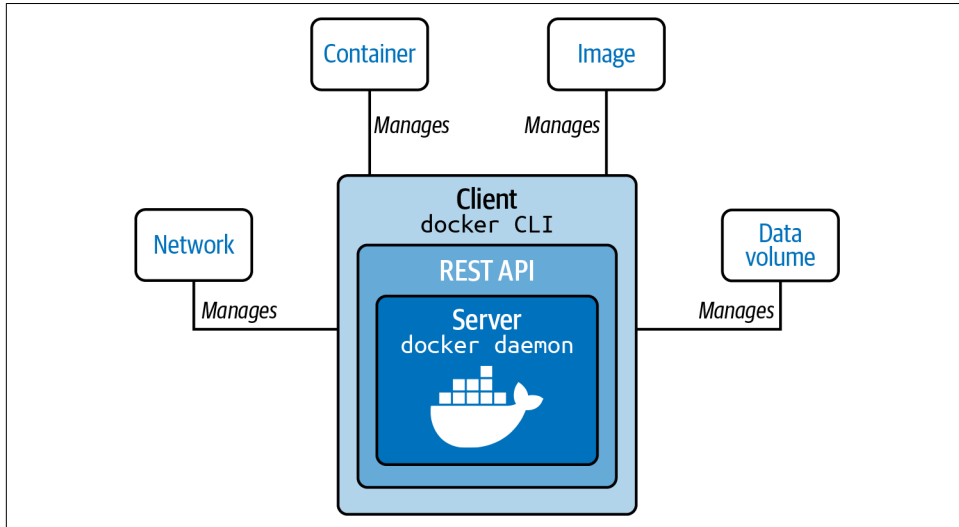 Container
Image
Manages
Manages
Client
docker CLI
Network
Data
volume
REST API
Manages
Manages
Server
docker daemon